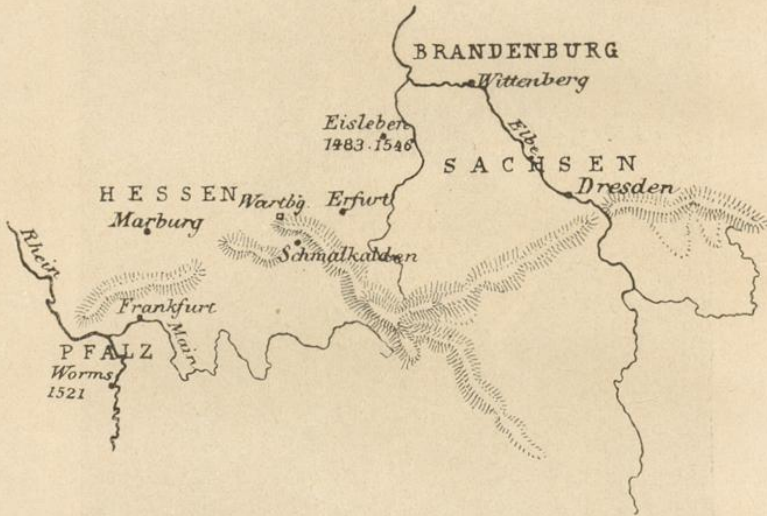 BRANDENBURG
Wittenberg
Eisleben
1483.1546
Elbe
SACHSEN
Dresden
HESSEN
Wartbg
Erfurt
Marburg
Schmalkalden
Rhein
Frankfurt
Main
PFALZ
Worms
1521